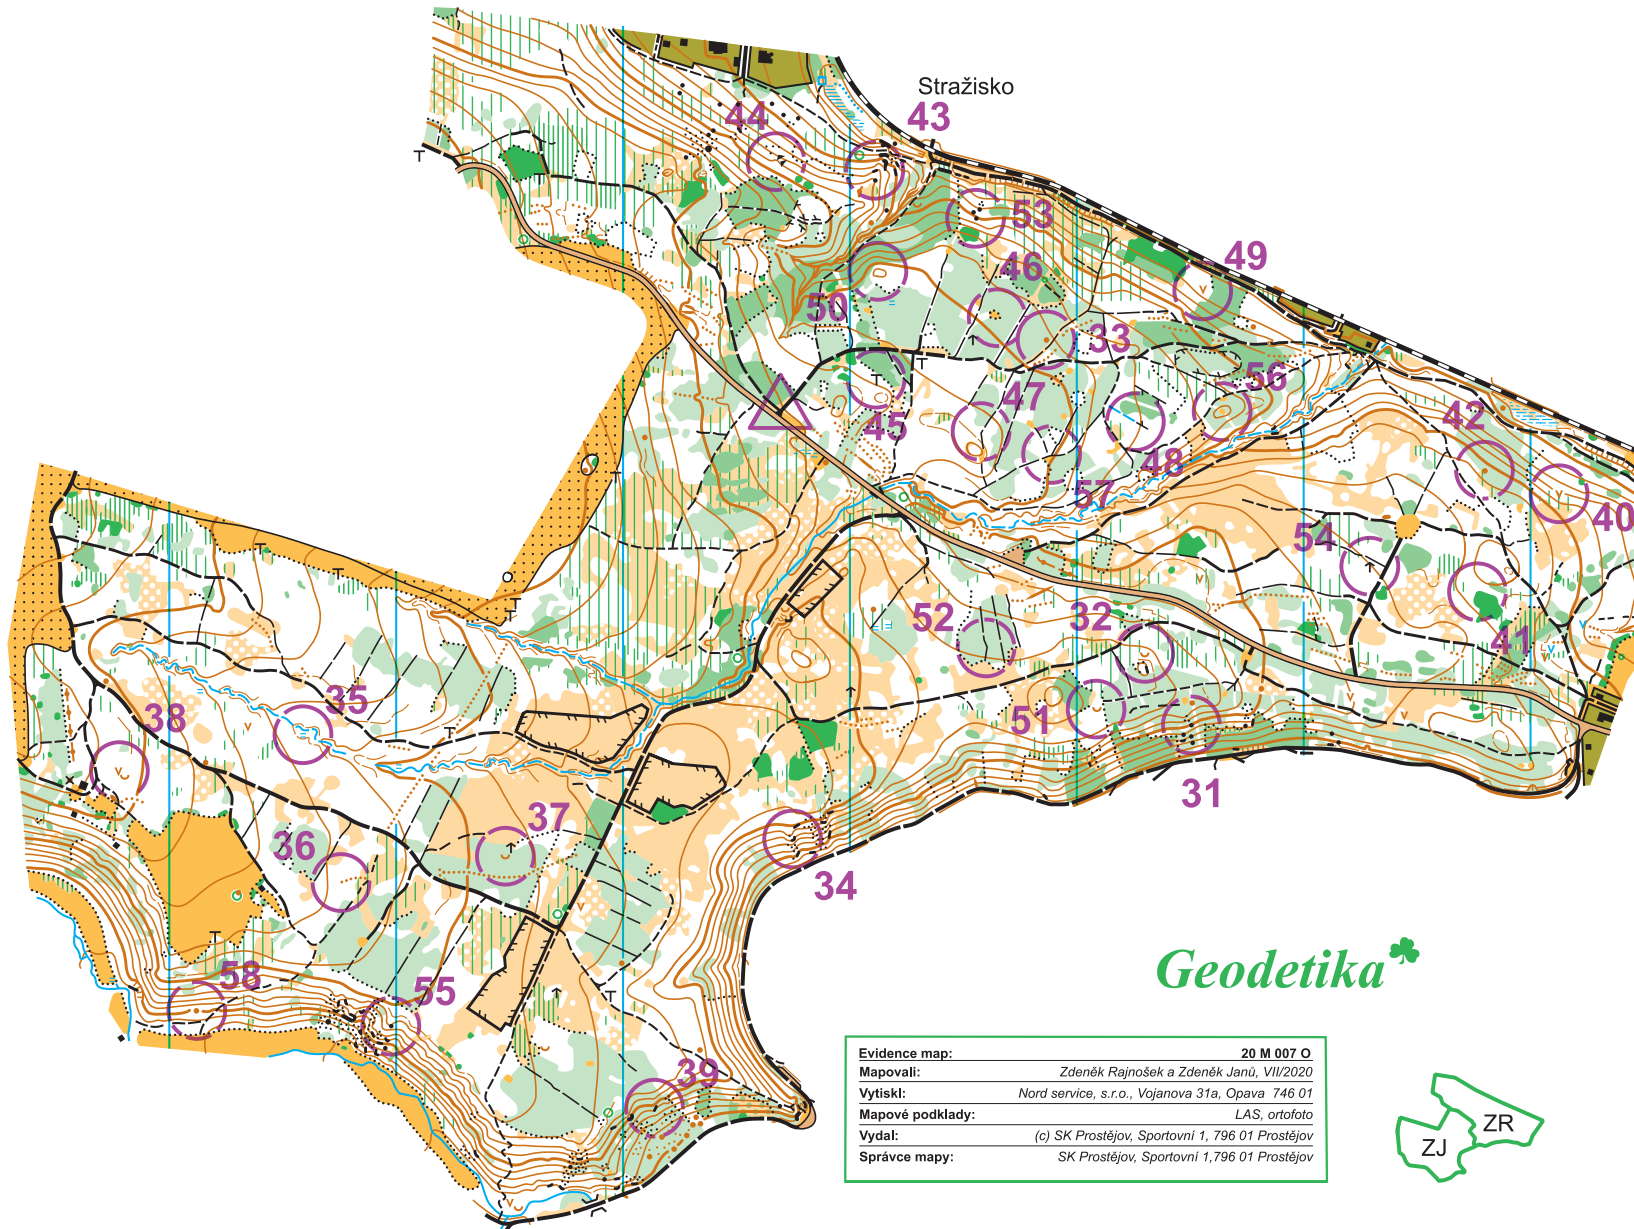 Stražisko
43
44
53
49
46
50
33
56
47
45
42
48
57
40
54
52
32
41
35
38
51
31
37
36
34
58
55
39
Geodetika
Evidence map: 20 M 007 O
Mapovali: Zdeněk Rajnošek a Zdeněk Janů, VII/2020
Vytiskl: Nord service, s.r.o., Vojanova 31a, Opava 746 01
Mapové podklady: LAS, ortofoto
Vydal: (c) SK Prostějov, Sportovní 1, 796 01 Prostějov
Správce mapy: SK Prostějov, Sportovní 1,796 01 Prostějov
ZR
ZJ